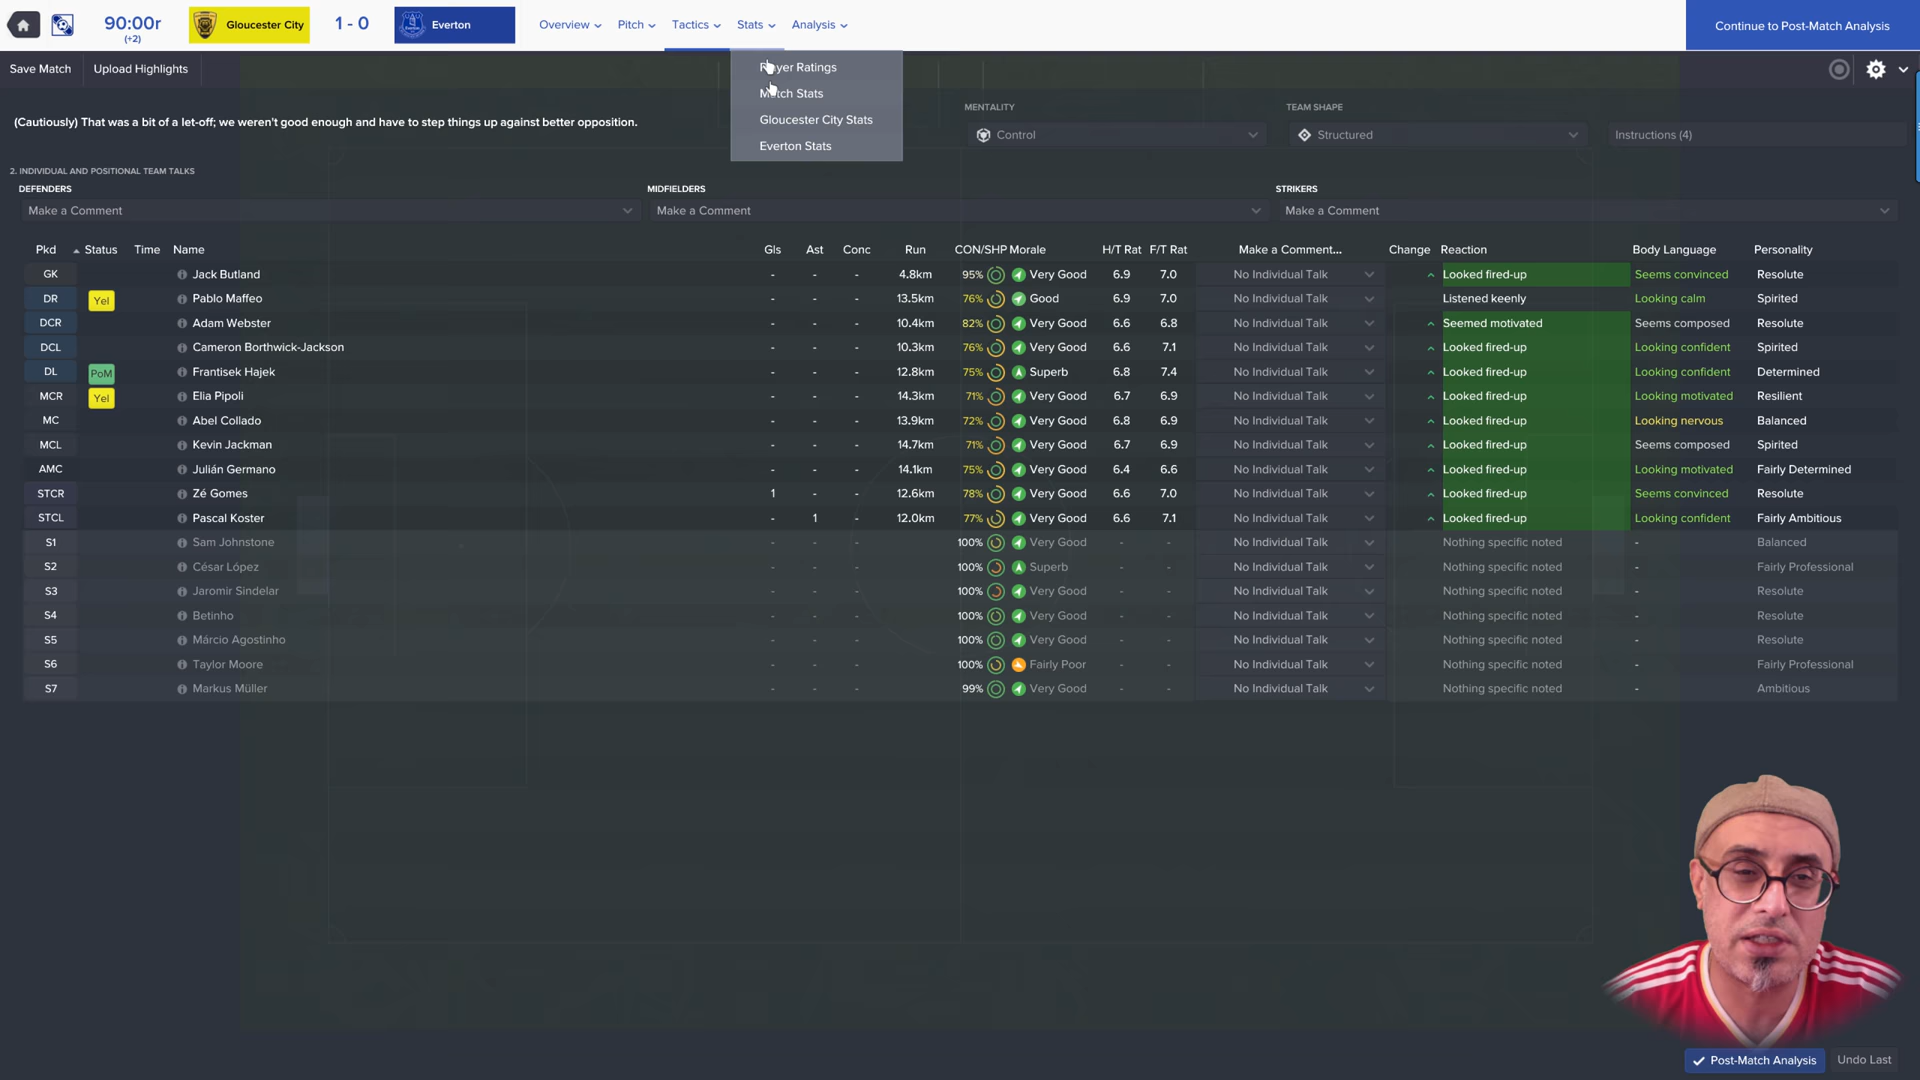 90:00r
(+2)
Gloucester City
1 - 0
Everton
Overview
Pitch
Tactics
Stats
Analysis
Continue to Post-Match Analysis
Save Match
Upload Highlights
Player Ratings
Match Stats
Gloucester City Stats
Everton Stats
(Cautiously) That was a bit of a let-off; we weren't good enough and have to step things up against better opposition.
MENTALITY
Control
TEAM SHAPE
Structured
Instructions (4)
2. INDIVIDUAL AND POSITIONAL TEAM TALKS
DEFENDERS MIDFIELDERS STRIKERS
Make a Comment Make a Comment Make a Comment
Pkd Status Time Name Gls Ast Conc Run CON/SHP Morale H/T Rat F/T Rat Make a Comment... Change Reaction Body Language Personality
GK Jack Butland - - - 4.8km 95% Very Good 6.9 7.0 No Individual Talk Looked fired-up Seems convinced Resolute
DR Yel Pablo Maffeo - - - 13.5km 76% Good 6.9 7.0 No Individual Talk Listened keenly Looking calm Spirited
DCR Adam Webster - - - 10.4km 82% Very Good 6.6 6.8 No Individual Talk Seemed motivated Seems composed Resolute
DCL Cameron Borthwick-Jackson - - - 10.3km 76% Very Good 6.6 7.1 No Individual Talk Looked fired-up Looking confident Spirited
DL PoM Frantisek Hajek - - - 12.8km 75% Superb 6.8 7.4 No Individual Talk Looked fired-up Looking confident Determined
MCR Yel Elia Pipoli - - - 14.3km 71% Very Good 6.7 6.9 No Individual Talk Looked fired-up Looking motivated Resilient
MC Abel Collado - - - 13.9km 72% Very Good 6.8 6.9 No Individual Talk Looked fired-up Looking nervous Balanced
MCL Kevin Jackman - - - 14.7km 71% Very Good 6.7 6.9 No Individual Talk Looked fired-up Seems composed Spirited
AMC Julián Germano - - - 14.1km 75% Very Good 6.4 6.6 No Individual Talk Looked fired-up Looking motivated Fairly Determined
STCR Zé Gomes 1 - - 12.6km 78% Very Good 6.6 7.0 No Individual Talk Looked fired-up Seems convinced Resolute
STCL Pascal Koster - 1 - 12.0km 77% Very Good 6.6 7.1 No Individual Talk Looked fired-up Looking confident Fairly Ambitious
S1 Sam Johnstone - - - 100% Very Good - - No Individual Talk Nothing specific noted - Balanced
S2 César López - - - 100% Superb - - No Individual Talk Nothing specific noted - Fairly Professional
S3 Jaromir Sindelar - - - 100% Very Good - - No Individual Talk Nothing specific noted - Resolute
S4 Betinho - - - 100% Very Good - - No Individual Talk Nothing specific noted - Resolute
S5 Márcio Agostinho - - - 100% Very Good - - No Individual Talk Nothing specific noted - Resolute
S6 Taylor Moore - - - 100% Fairly Poor - - No Individual Talk Nothing specific noted - Fairly Professional
S7 Markus Müller - - - 99% Very Good - - No Individual Talk Nothing specific noted - Ambitious
Post-Match Analysis
Undo Last